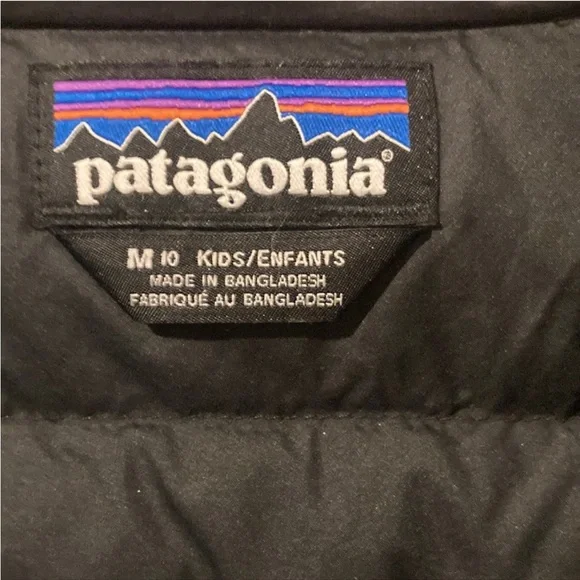 patagonia®
M 10 KIDS/ENFANTS
MADE IN BANGLADESH
FABRIQUÉ AU BANGLADESH